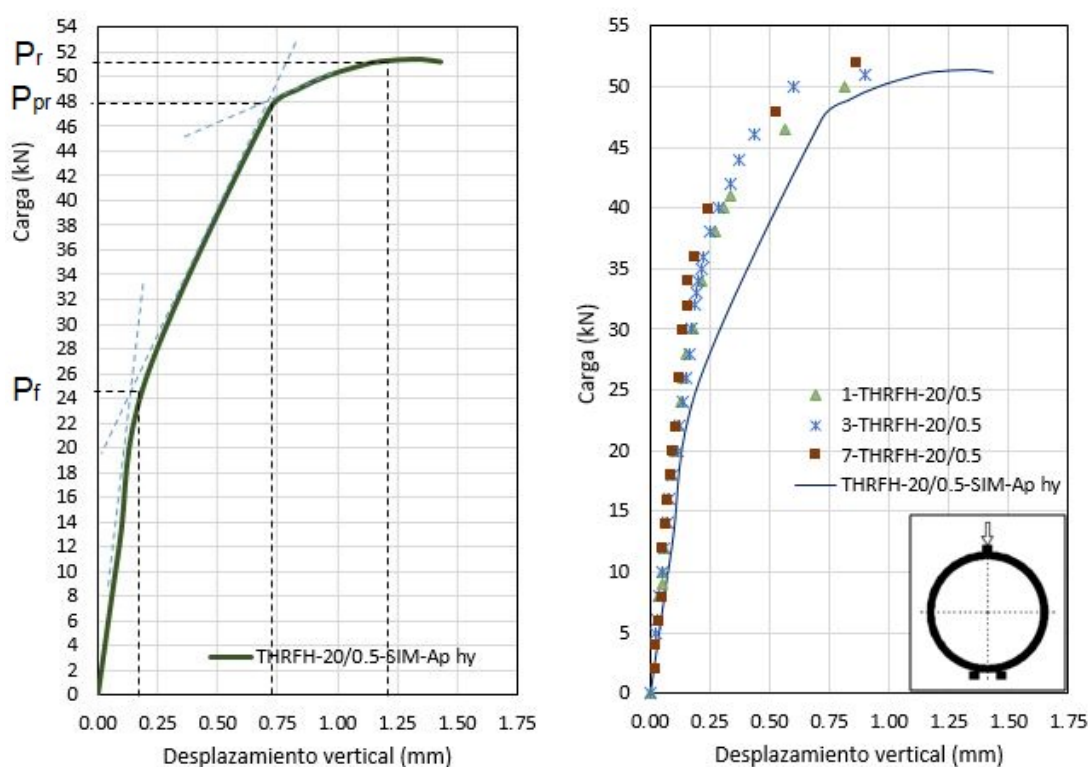 54
52
50
48
46
44
42
40
38
36
34
32
30
28
26
24
22
20
18
16
14
12
10
8
6
4
2
0
Pr
Ppr
Pf
Carga (kN)
THRFH-20/0.5-SIM-Ap hy
0.00 0.25 0.50 0.75 1.00 1.25 1.50 1.75
Desplazamiento vertical (mm)
55
50
45
40
35
30
25
20
15
10
5
0
Carga (kN)
1-THRFH-20/0.5
3-THRFH-20/0.5
7-THRFH-20/0.5
THRFH-20/0.5-SIM-Ap hy
0.00 0.25 0.50 0.75 1.00 1.25 1.50 1.75
Desplazamiento vertical (mm)